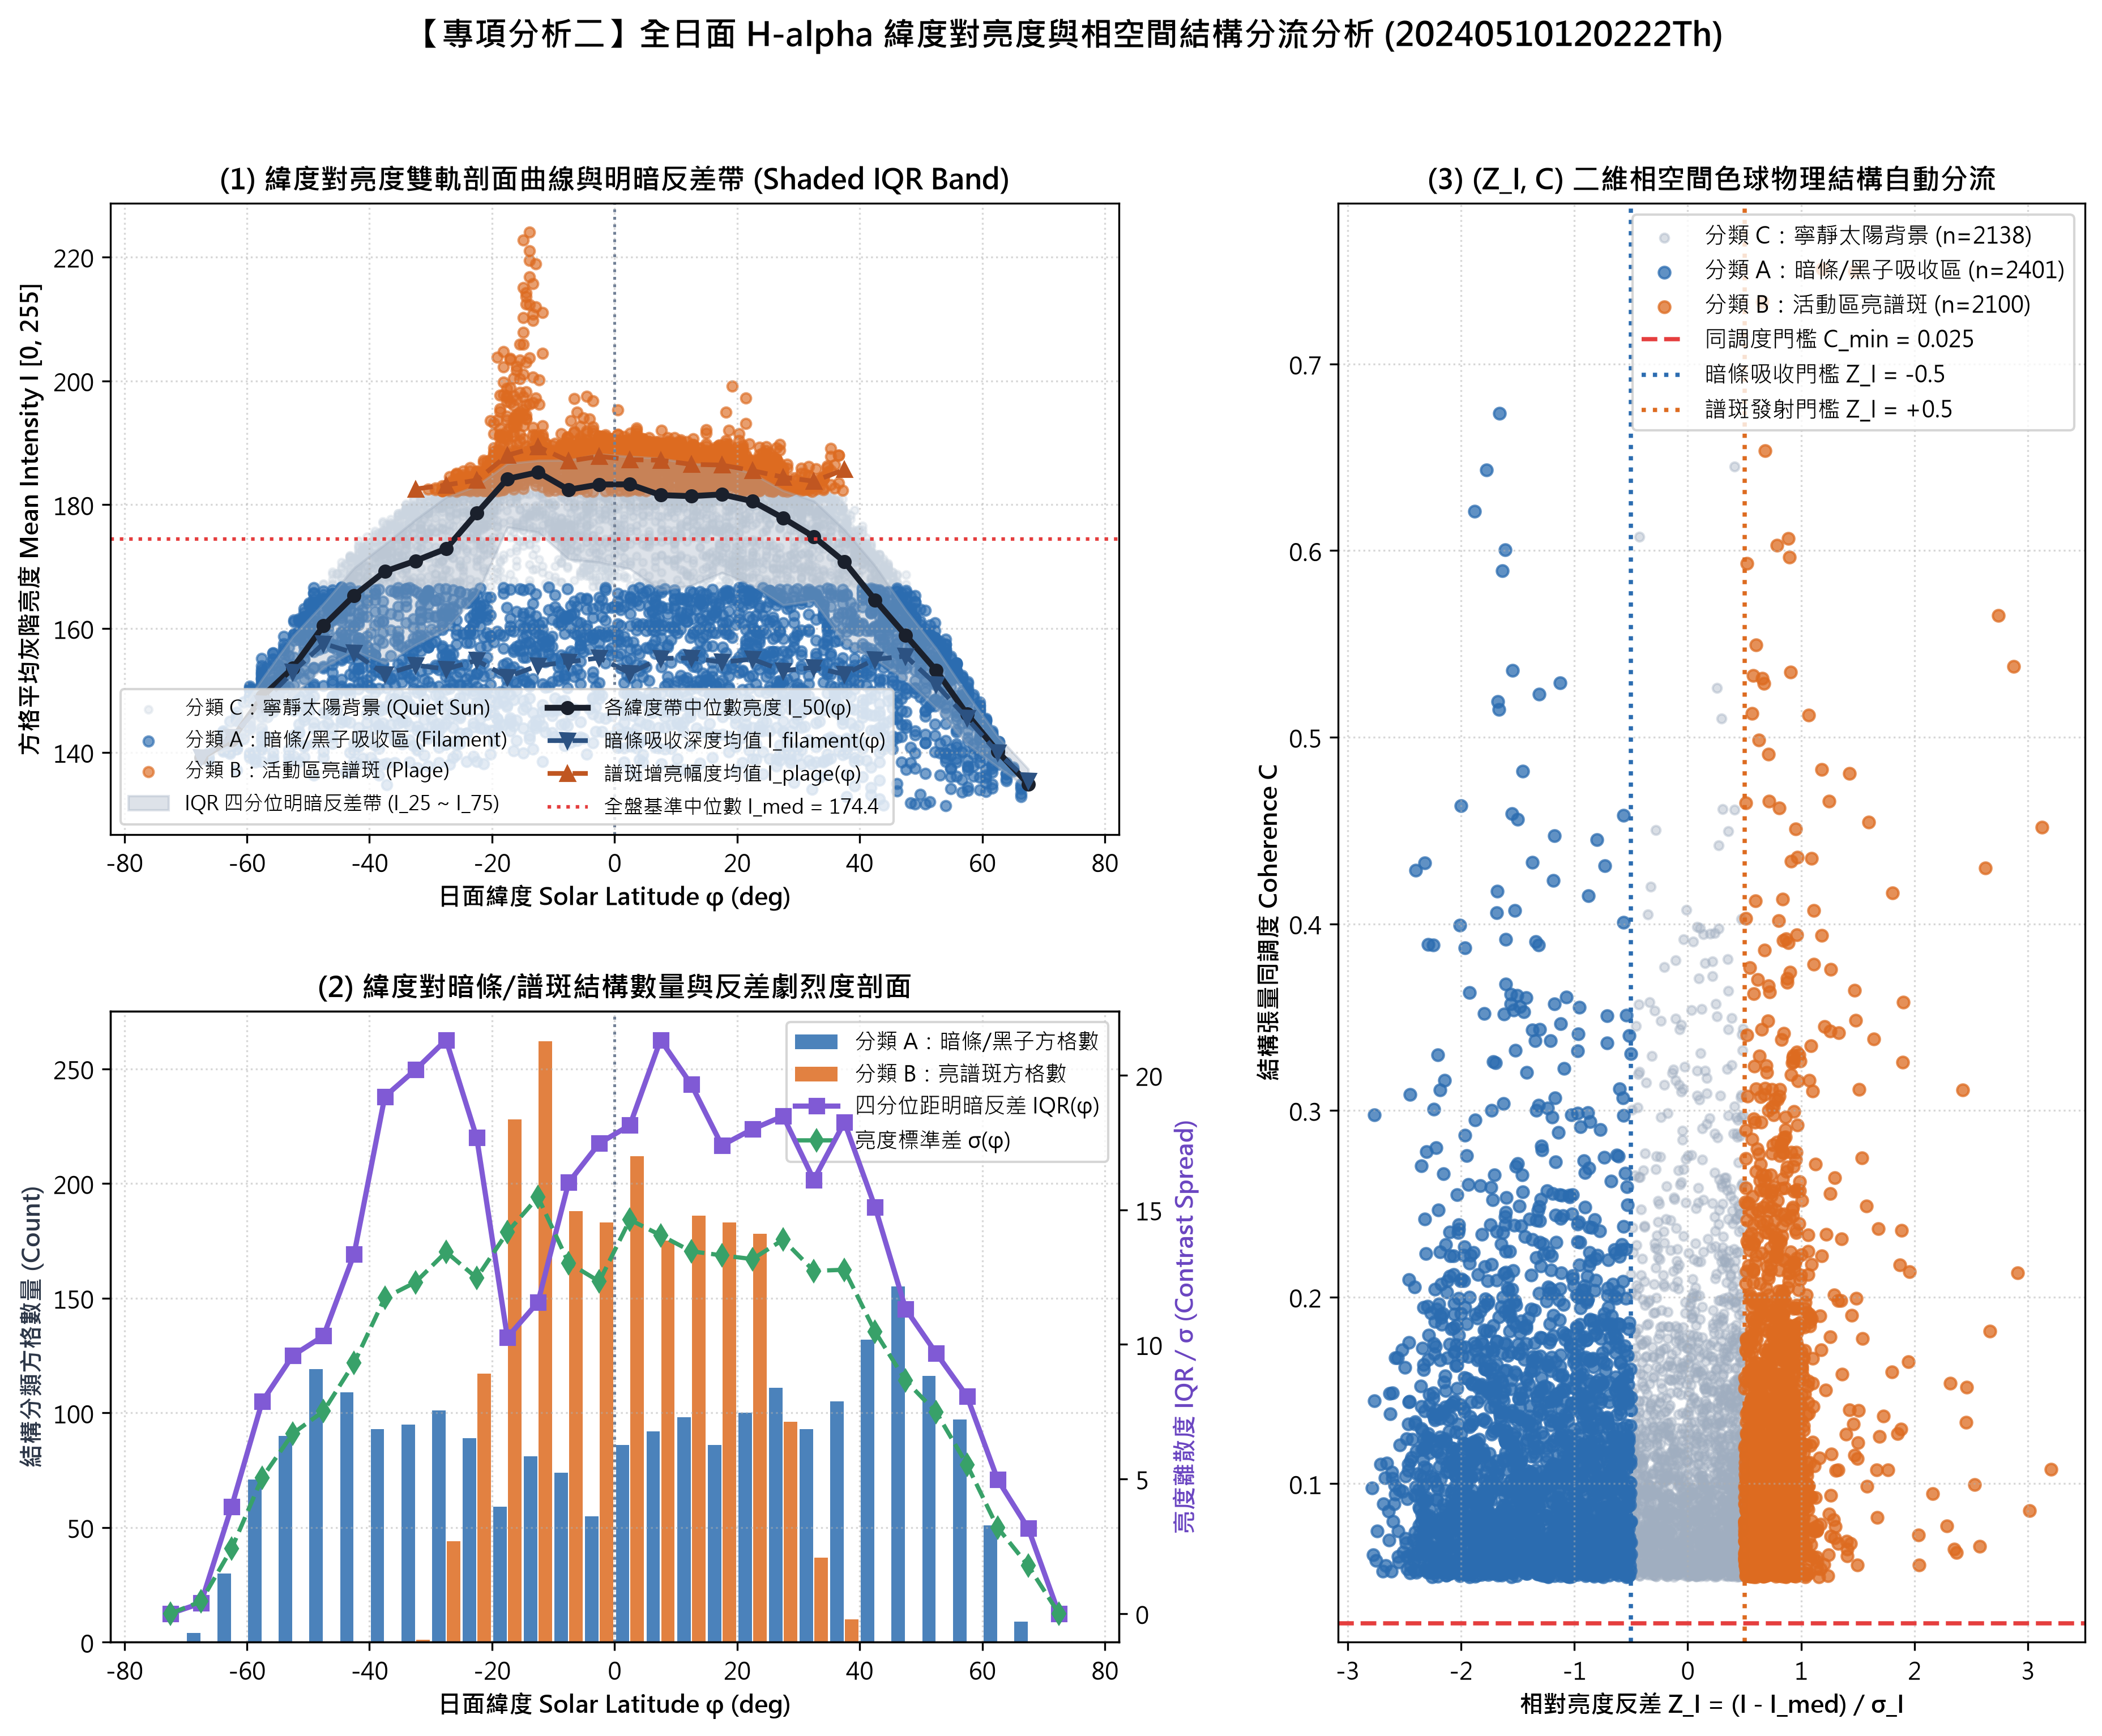 【專項分析二】全日面 H-alpha 緯度對亮度與相空間結構分流分析 (20240510120222Th)
(1) 緯度對亮度雙軌剖面曲線與明暗反差帶 (Shaded IQR Band)
方格平均灰階亮度 Mean Intensity I [0, 255]
220
200
180
160
140
分類 C：寧靜太陽背景 (Quiet Sun)
分類 A：暗條/黑子吸收區 (Filament)
分類 B：活動區亮譜斑 (Plage)
IQR 四分位明暗反差帶 (I_25 ~ I_75)
各緯度帶中位數亮度 I_50(φ)
暗條吸收深度均值 I_filament(φ)
譜斑增亮幅度均值 I_plage(φ)
全盤基準中位數 I_med = 174.4
-80 -60 -40 -20 0 20 40 60 80
日面緯度 Solar Latitude φ (deg)
(2) 緯度對暗條/譜斑結構數量與反差劇烈度剖面
結構分類方格數量 (Count)
250
200
150
100
50
0
分類 A：暗條/黑子方格數
分類 B：亮譜斑方格數
四分位距明暗反差 IQR(φ)
亮度標準差 σ(φ)
20
15
10
5
0
亮度離散度 IQR / σ (Contrast Spread)
-80 -60 -40 -20 0 20 40 60 80
日面緯度 Solar Latitude φ (deg)
(3) (Z_I, C) 二維相空間色球物理結構自動分流
結構張量同調度 Coherence C
0.7
0.6
0.5
0.4
0.3
0.2
0.1
分類 C：寧靜太陽背景 (n=2138)
分類 A：暗條/黑子吸收區 (n=2401)
分類 B：活動區亮譜斑 (n=2100)
同調度門檻 C_min = 0.025
暗條吸收門檻 Z_I = -0.5
譜斑發射門檻 Z_I = +0.5
-3 -2 -1 0 1 2 3
相對亮度反差 Z_I = (I - I_med) / σ_I